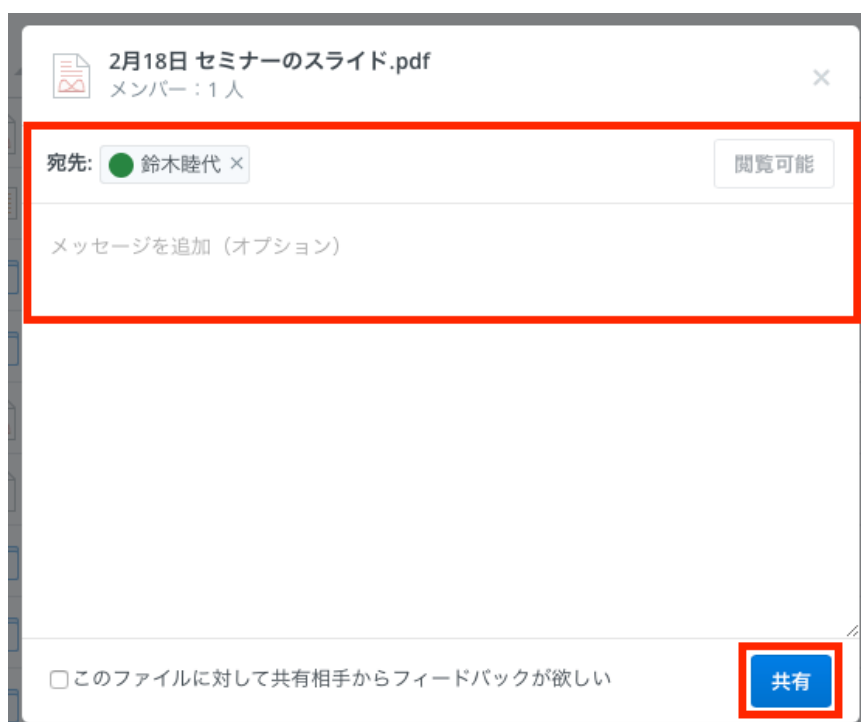 2月18日 セミナーのスライド.pdf
メンバー：1 人
宛先: 鈴木睦代 × 閲覧可能
メッセージを追加（オプション）
このファイルに対して共有相手からフィードバックが欲しい
共有